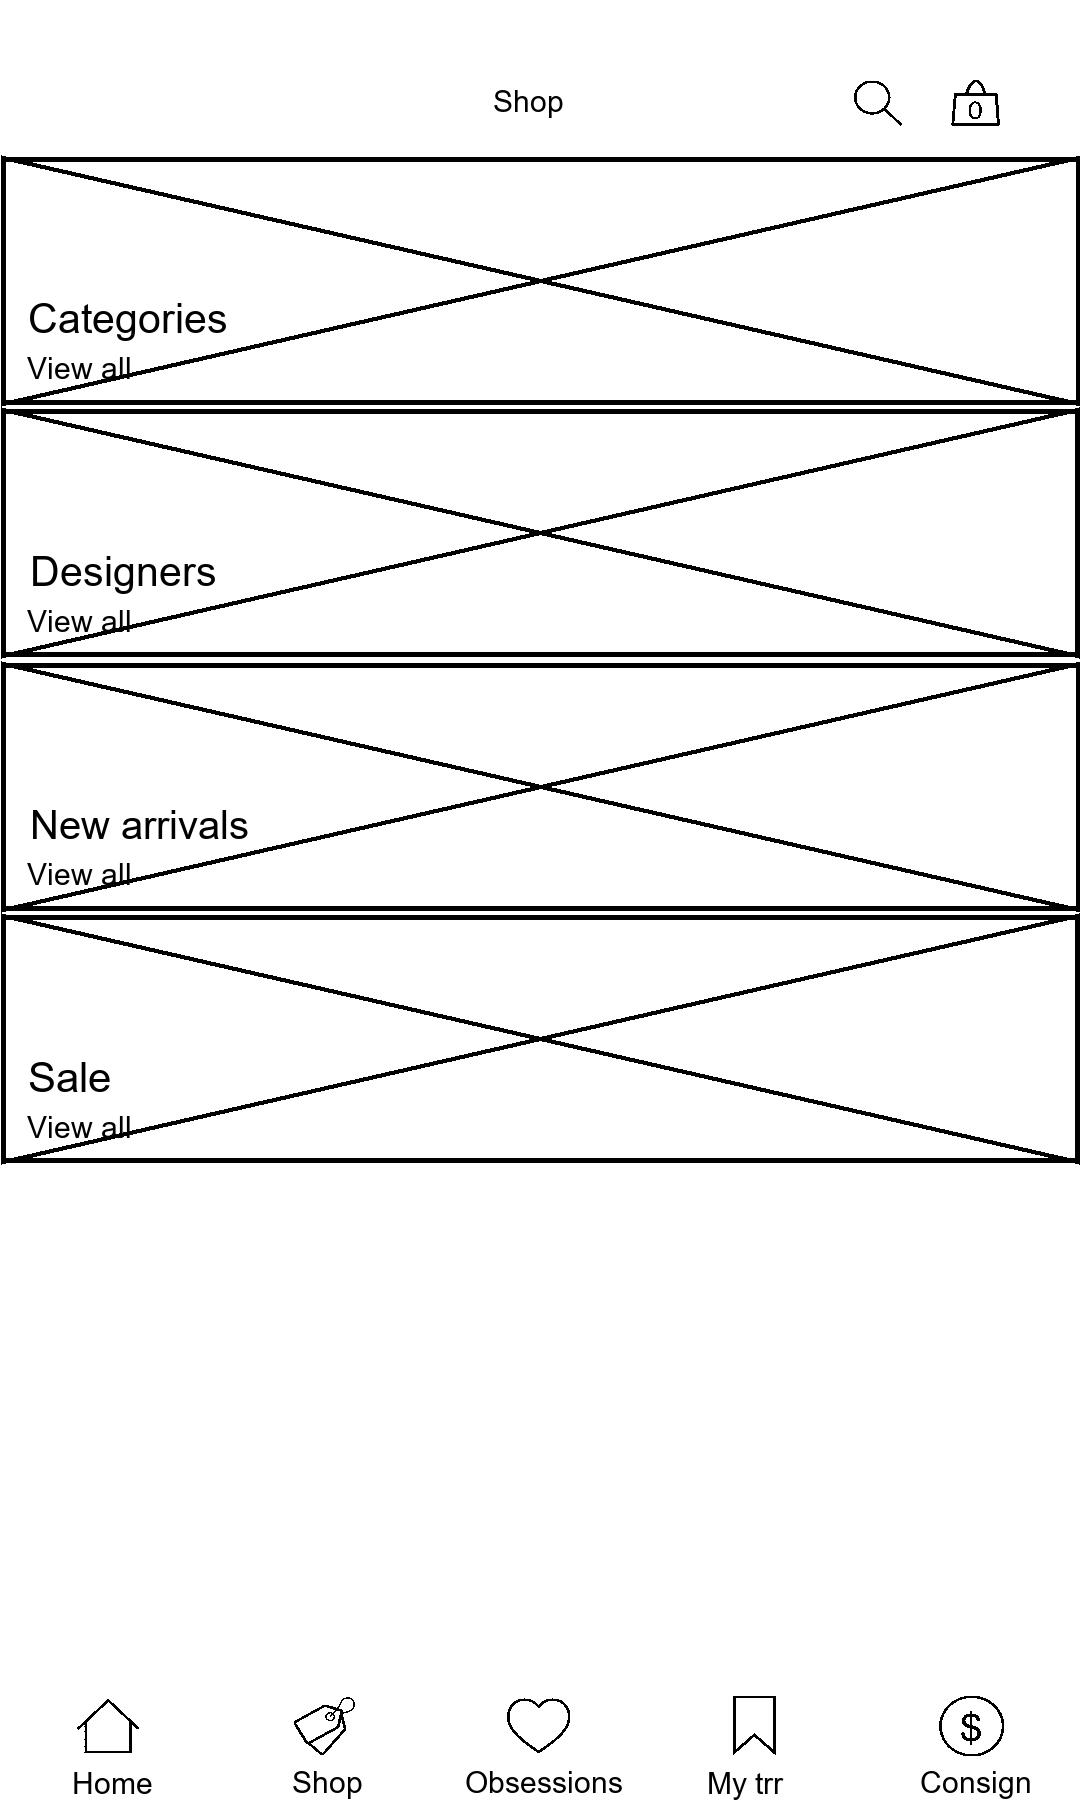 Shop
0
Categories
View all
Designers
View all
New arrivals
View all
Sale
View all
$
Home
Shop
Obsessions
My trr
Consign